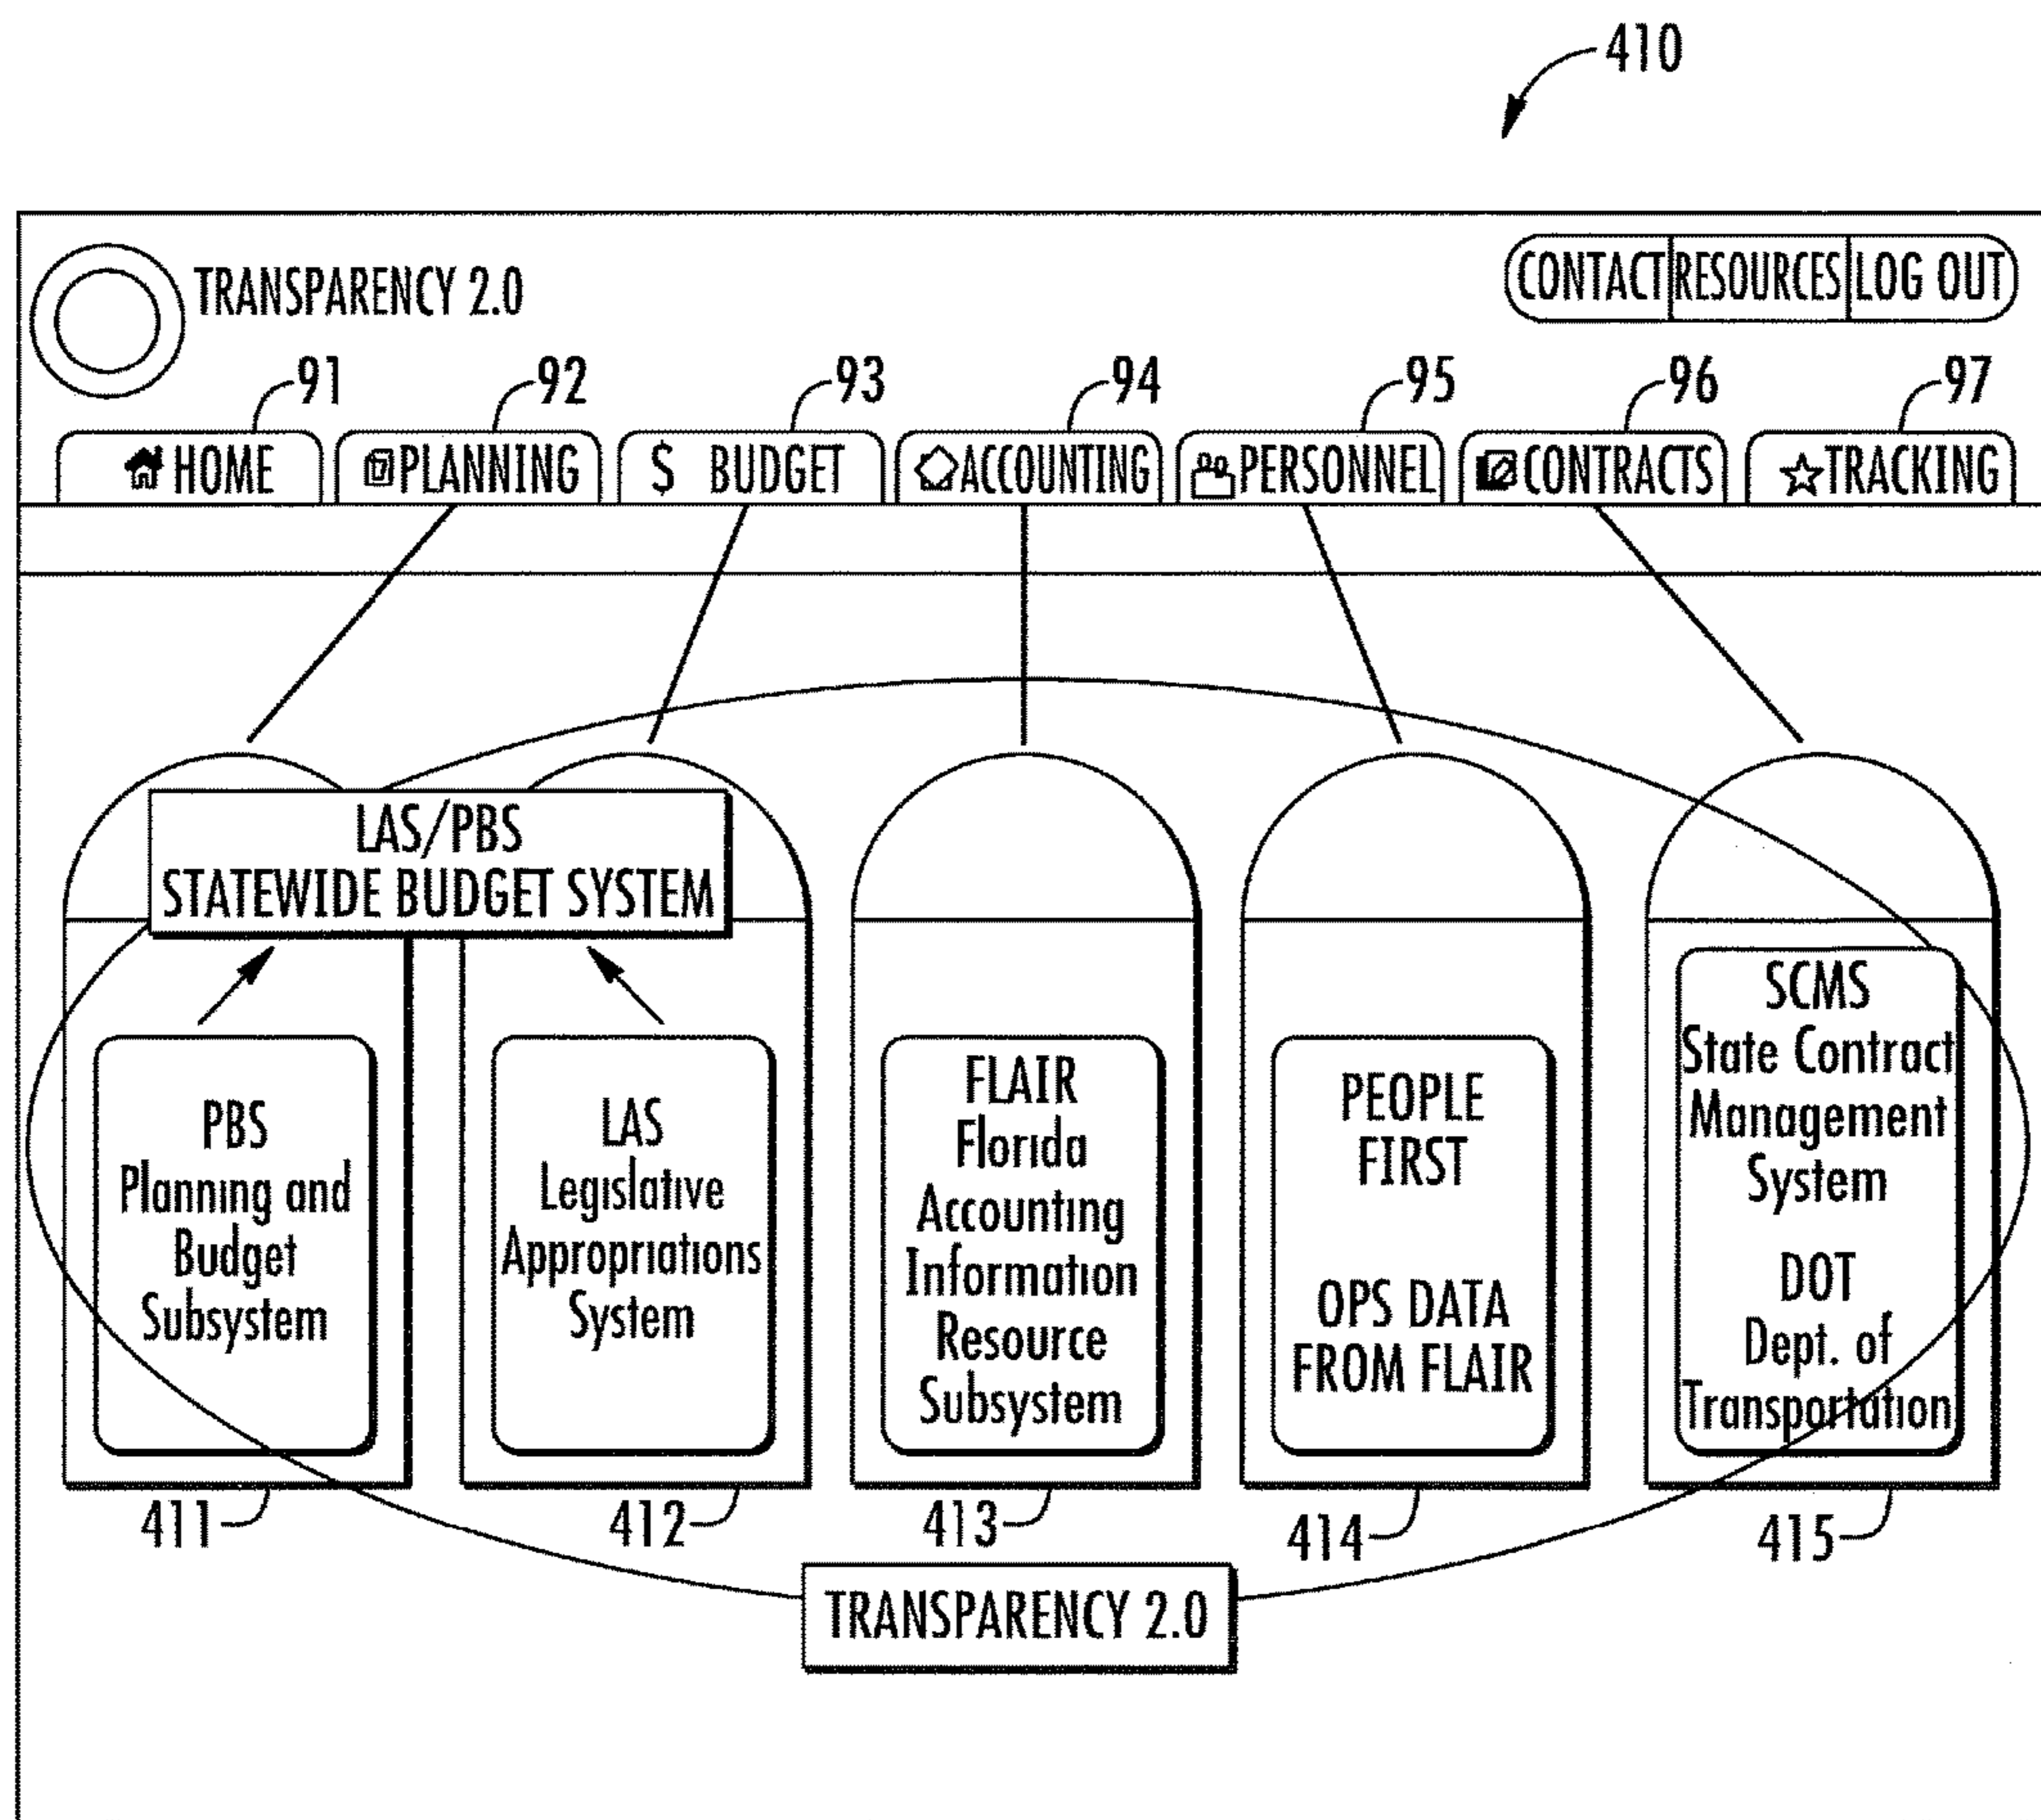 410
TRANSPARENCY 2.0
CONTACT RESOURCES LOG OUT
91 92 93 94 95 96 97
HOME PLANNING $ BUDGET ACCOUNTING PERSONNEL CONTRACTS TRACKING
LAS/PBS
STATEWIDE BUDGET SYSTEM
PBS
Planning and
Budget
Subsystem
LAS
Legislative
Appropriations
System
FLAIR
Florida
Accounting
Information
Resource
Subsystem
PEOPLE
FIRST
OPS DATA
FROM FLAIR
SCMS
State Contract
Management
System
DOT
Dept. of
Transportation
411 412 413 414 415
TRANSPARENCY 2.0